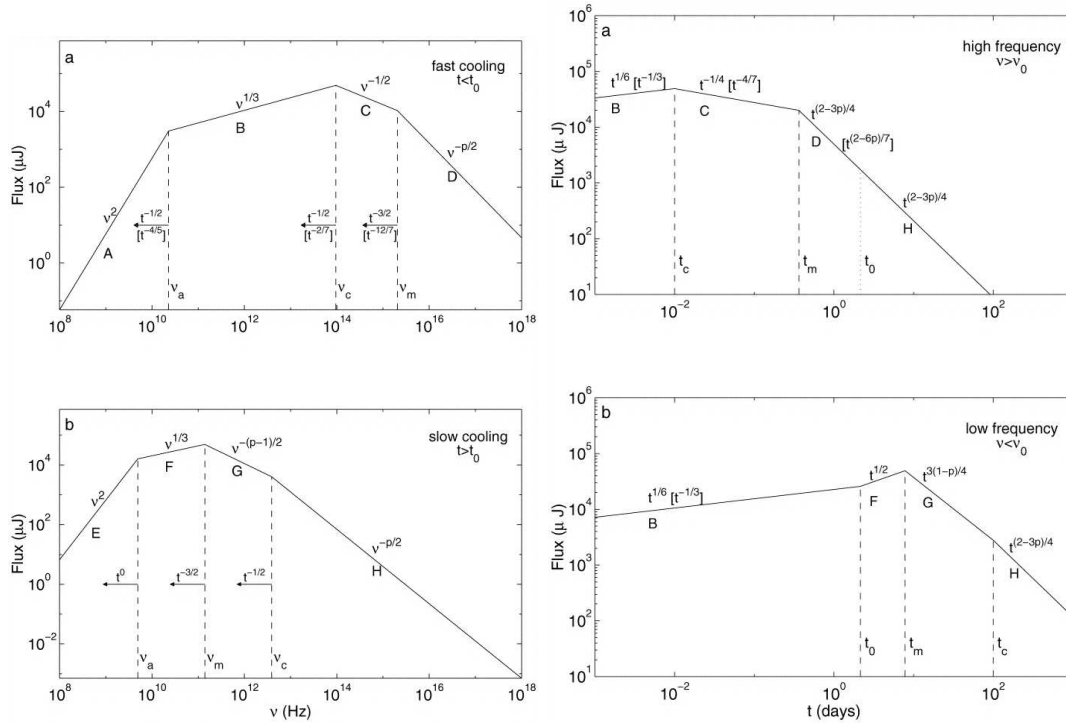 a
fast cooling
t<t_0
ν^{1/3}
ν^{-1/2}
B
C
ν^{-p/2}
D
ν^2
A
t^{-1/2}
[t^{-4/5}]
t^{-1/2}
[t^{-2/7}]
t^{-3/2}
[t^{-12/7}]
ν_a
ν_c
ν_m
Flux (μJ)
10^4
10^2
10^0
10^8 10^10 10^12 10^14 10^16 10^18
b
slow cooling
t>t_0
ν^{1/3}
ν^{-(p-1)/2}
F
G
ν^2
E
ν^{-p/2}
H
t^0
t^{-3/2}
t^{-1/2}
ν_a
ν_m
ν_c
Flux (μJ)
10^4
10^2
10^0
10^-2
10^8 10^10 10^12 10^14 10^16 10^18
ν (Hz)
a
high frequency
ν>ν_0
t^{1/6} [t^{-1/3}]
t^{-1/4} [t^{-4/7}]
B
C
t^{(2-3p)/4}
D
[t^{(2-6p)/7}]
t^{(2-3p)/4}
H
t_c
t_m
t_0
Flux (μ J)
10^6
10^5
10^4
10^3
10^2
10^1
10^-2 10^0 10^2
b
low frequency
ν<ν_0
t^{1/6} [t^{-1/3}]
B
t^{1/2}
F
t^{3(1-p)/4}
G
t^{(2-3p)/4}
H
t_0
t_m
t_c
Flux (μ J)
10^6
10^5
10^4
10^3
10^2
10^1
10^-2 10^0 10^2
t (days)